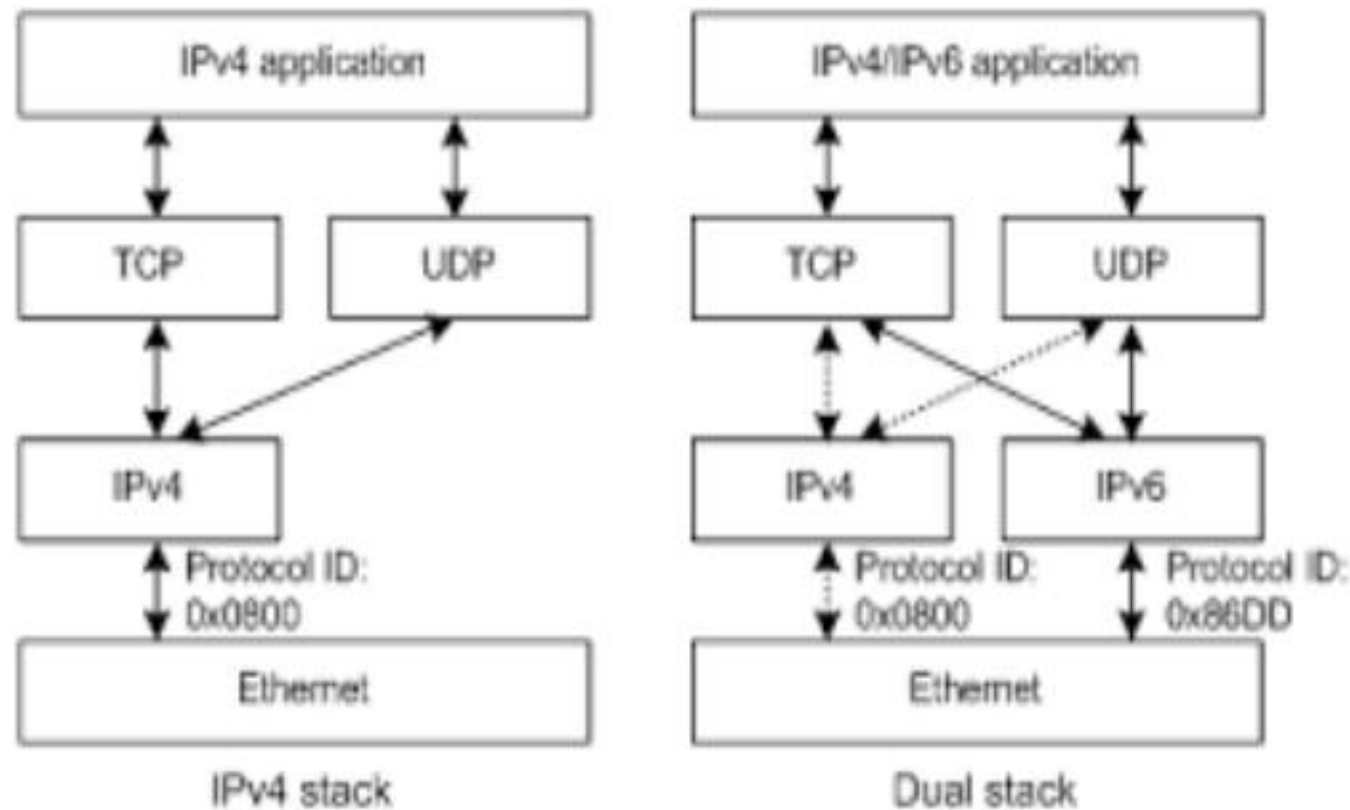 IPv4 application
TCP
UDP
IPv4
Protocol ID:
0x0800
Ethernet
IPv4 stack
IPv4/IPv6 application
TCP
UDP
IPv4
IPv6
Protocol ID:
0x0800
Protocol ID:
0x86DD
Ethernet
Dual stack